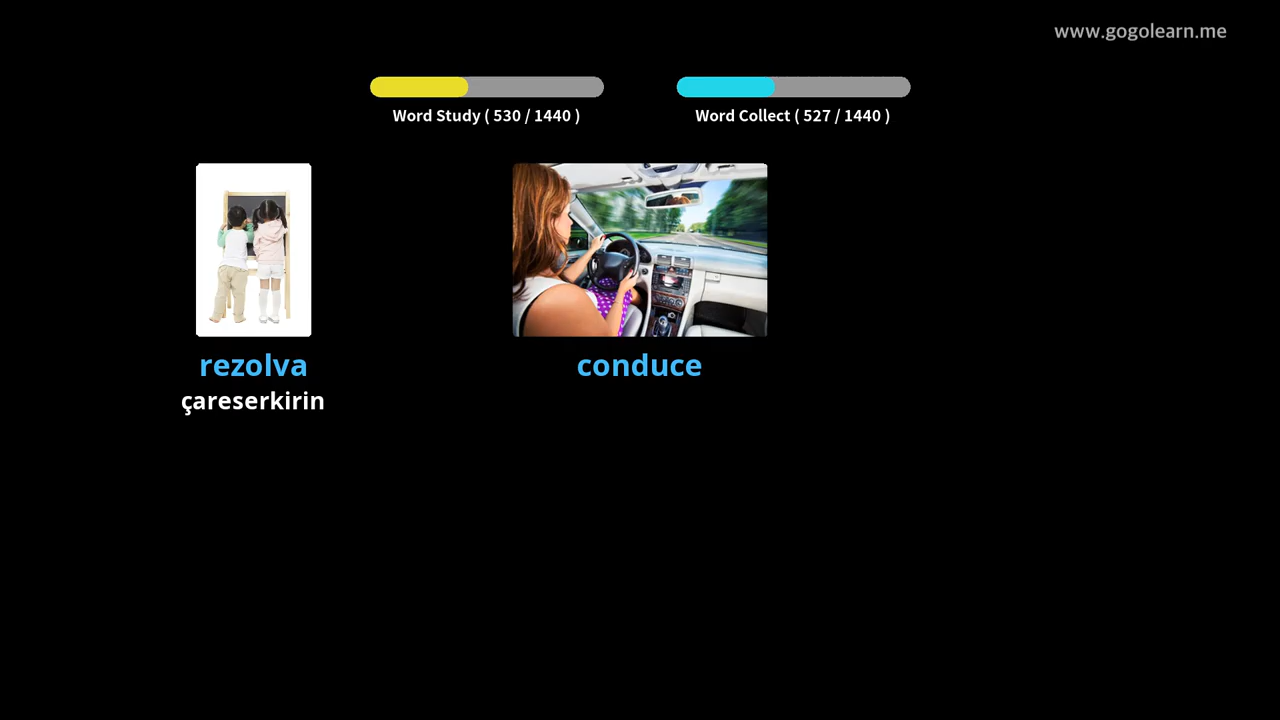 www.gogolearn.me
Word Study ( 530 / 1440 )
Word Collect ( 527 / 1440 )
rezolva
çareserkirin
conduce